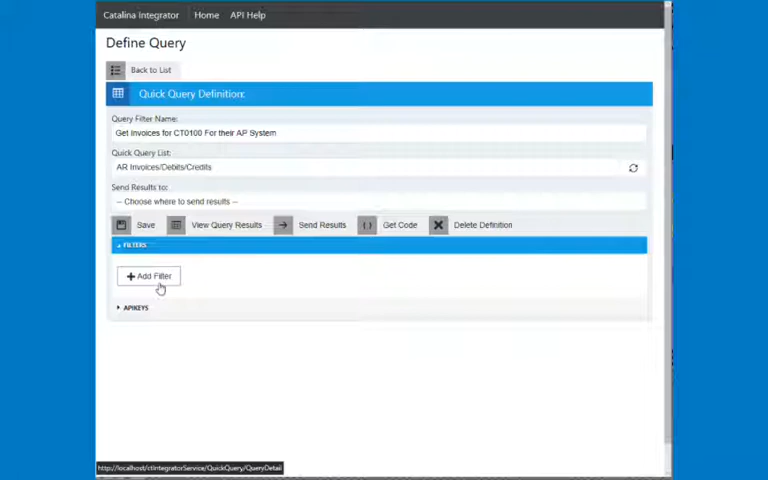 Catalina Integrator Home API Help
Define Query
Back to List
Quick Query Definition:
Query Filter Name:
Get Invoices for CT0100 For their AP System
Quick Query List:
AR Invoices/Debits/Credits
Send Results to:
-- Choose where to send results --
Save View Query Results Send Results Get Code Delete Definition
FILTERS
Add Filter
APIKEYS
http://localhost/ctIntegratorService/QuickQuery/QueryDetail